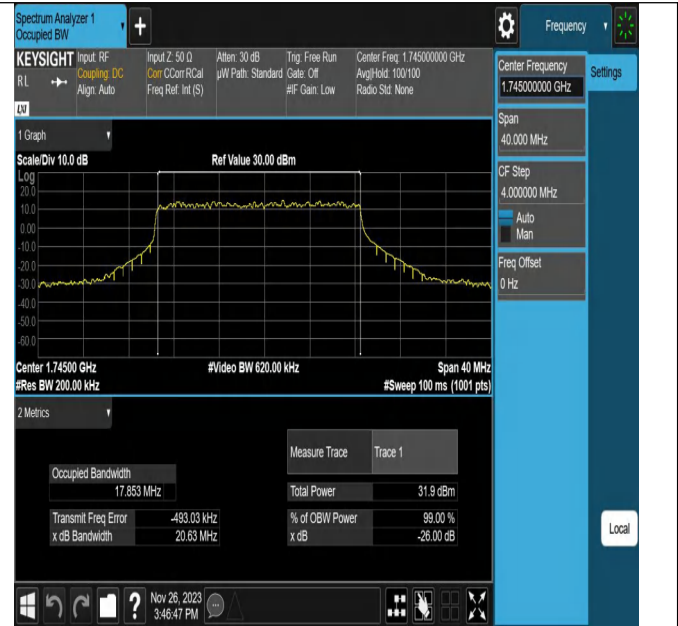 Spectrum Analyzer 1
Occupied BW
+
Frequency
KEYSIGHT
RL
LXI
Input: RF
Coupling: DC
Align: Auto
Input Z: 50 Ω
Corr CCorr RCal
Freq Ref: Int (S)
Atten: 30 dB
µW Path: Standard
Trig: Free Run
Gate: Off
#IF Gain: Low
Center Freq: 1.745000000 GHz
Avg|Hold: 100/100
Radio Std: None
Center Frequency
1.745000000 GHz
Settings
Span
40.000 MHz
CF Step
4.000000 MHz
Auto
Man
Freq Offset
0 Hz
Local
1 Graph
Scale/Div 10.0 dB
Ref Value 30.00 dBm
Log
20.0
10.0
0.00
-10.0
-20.0
-30.0
-40.0
-50.0
-60.0
Center 1.74500 GHz
#Video BW 620.00 kHz
Span 40 MHz
#Res BW 200.00 kHz
#Sweep 100 ms (1001 pts)
2 Metrics
Measure Trace
Trace 1
Occupied Bandwidth
17.853 MHz
Total Power
31.9 dBm
Transmit Freq Error
-493.03 kHz
% of OBW Power
99.00 %
x dB Bandwidth
20.63 MHz
x dB
-26.00 dB
?
Nov 26, 2023
3:46:47 PM